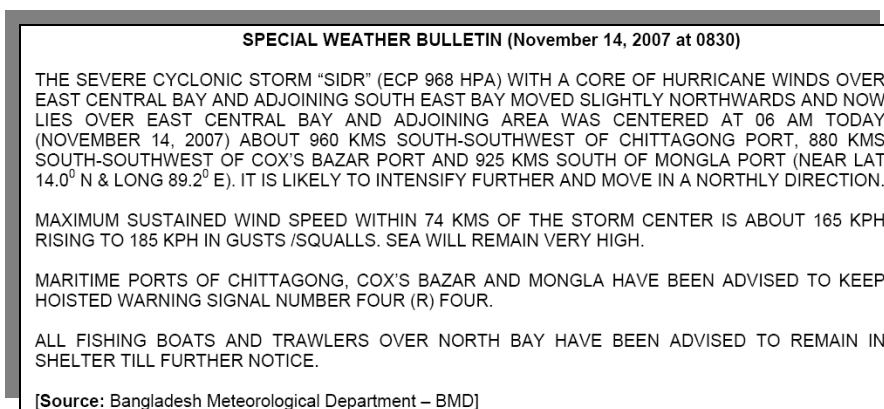 SPECIAL WEATHER BULLETIN (November 14, 2007 at 0830)
THE SEVERE CYCLONIC STORM “SIDR” (ECP 968 HPA) WITH A CORE OF HURRICANE WINDS OVER
EAST CENTRAL BAY AND ADJOINING SOUTH EAST BAY MOVED SLIGHTLY NORTHWARDS AND NOW
LIES OVER EAST CENTRAL BAY AND ADJOINING AREA WAS CENTERED AT 06 AM TODAY
(NOVEMBER 14, 2007) ABOUT 960 KMS SOUTH-SOUTHWEST OF CHITTAGONG PORT, 880 KMS
SOUTH-SOUTHWEST OF COX’S BAZAR PORT AND 925 KMS SOUTH OF MONGLA PORT (NEAR LAT
14.0⁰ N & LONG 89.2⁰ E). IT IS LIKELY TO INTENSIFY FURTHER AND MOVE IN A NORTHLY DIRECTION.
MAXIMUM SUSTAINED WIND SPEED WITHIN 74 KMS OF THE STORM CENTER IS ABOUT 165 KPH
RISING TO 185 KPH IN GUSTS /SQUALLS. SEA WILL REMAIN VERY HIGH.
MARITIME PORTS OF CHITTAGONG, COX’S BAZAR AND MONGLA HAVE BEEN ADVISED TO KEEP
HOISTED WARNING SIGNAL NUMBER FOUR (R) FOUR.
ALL FISHING BOATS AND TRAWLERS OVER NORTH BAY HAVE BEEN ADVISED TO REMAIN IN
SHELTER TILL FURTHER NOTICE.
[Source: Bangladesh Meteorological Department – BMD]